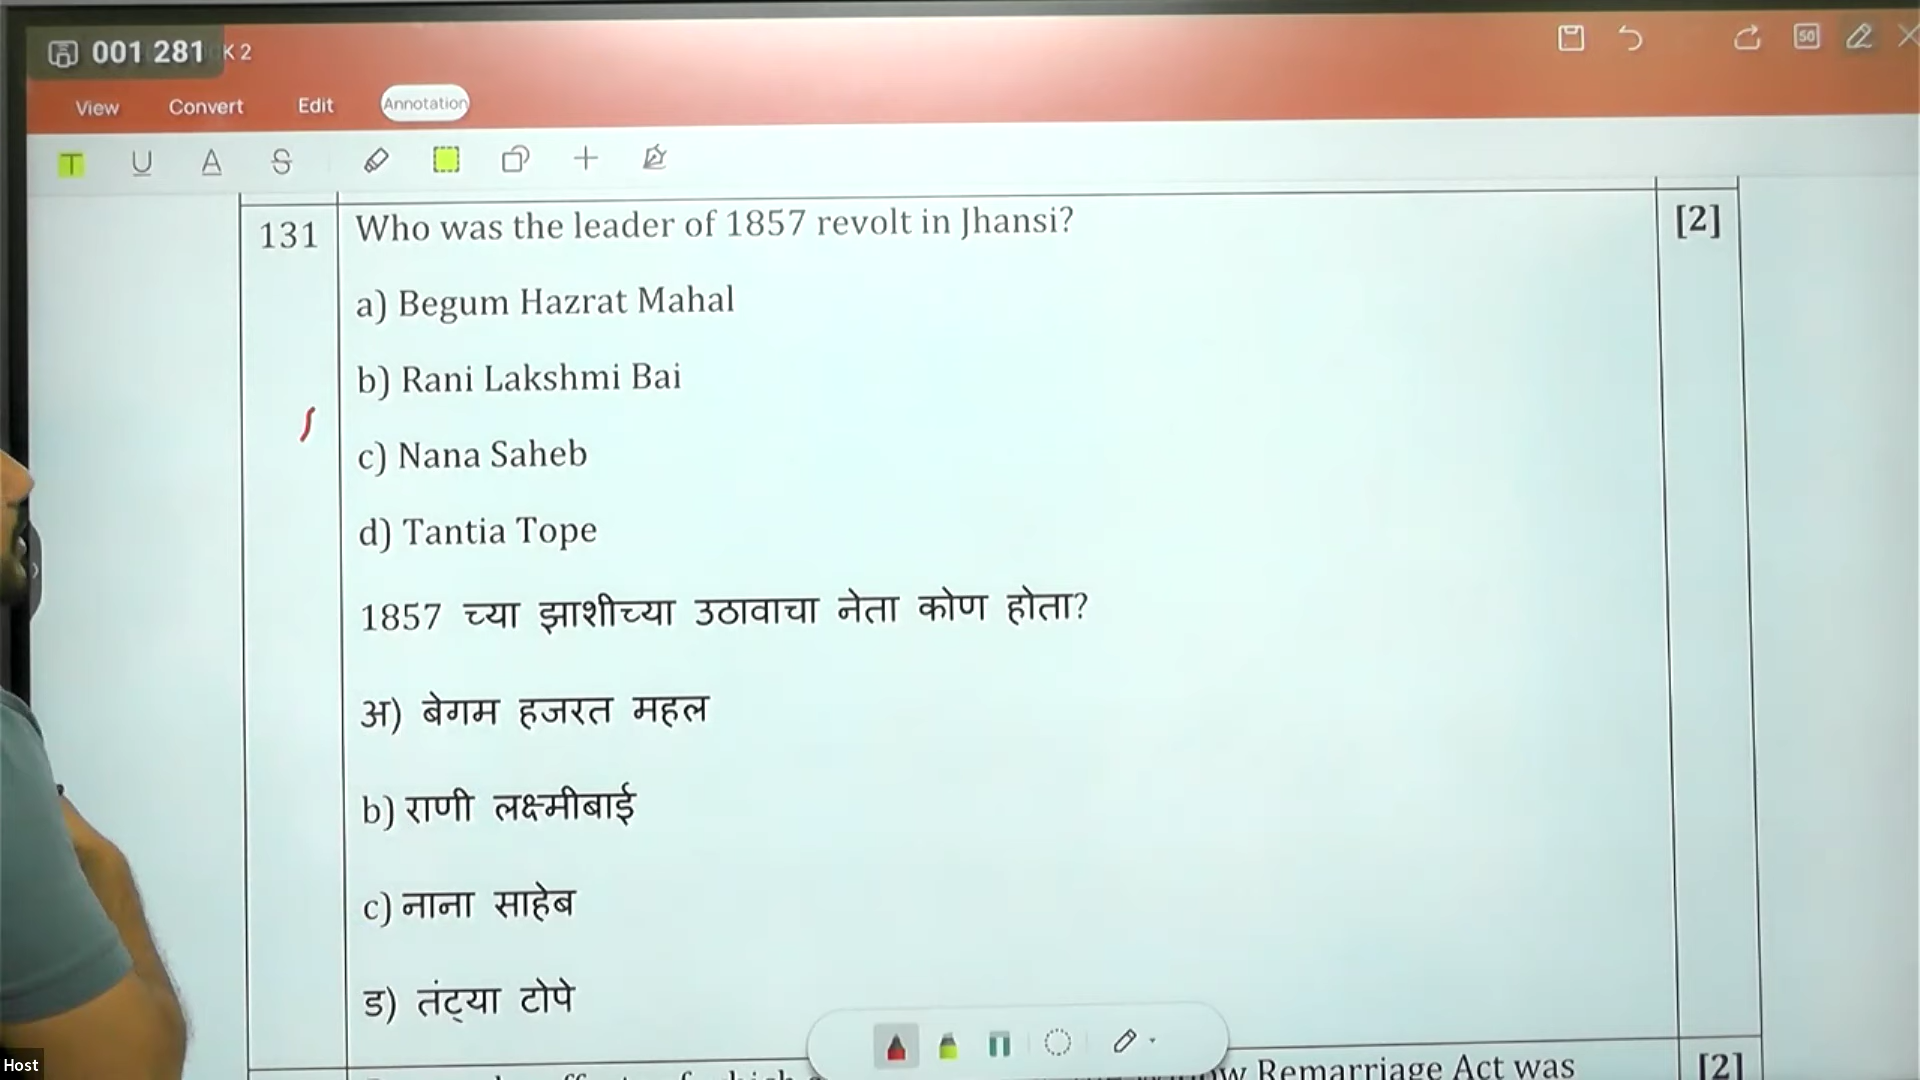 001 281 K 2
View Convert Edit Annotation
50
T U A S
131 Who was the leader of 1857 revolt in Jhansi? [2]
a) Begum Hazrat Mahal
b) Rani Lakshmi Bai
c) Nana Saheb
d) Tantia Tope
1857 च्या झाशीच्या उठावाचा नेता कोण होता?
अ) बेगम हजरत महल
b) राणी लक्ष्मीबाई
c) नाना साहेब
ड) तंट्या टोपे
Remarriage Act was [2]
Host